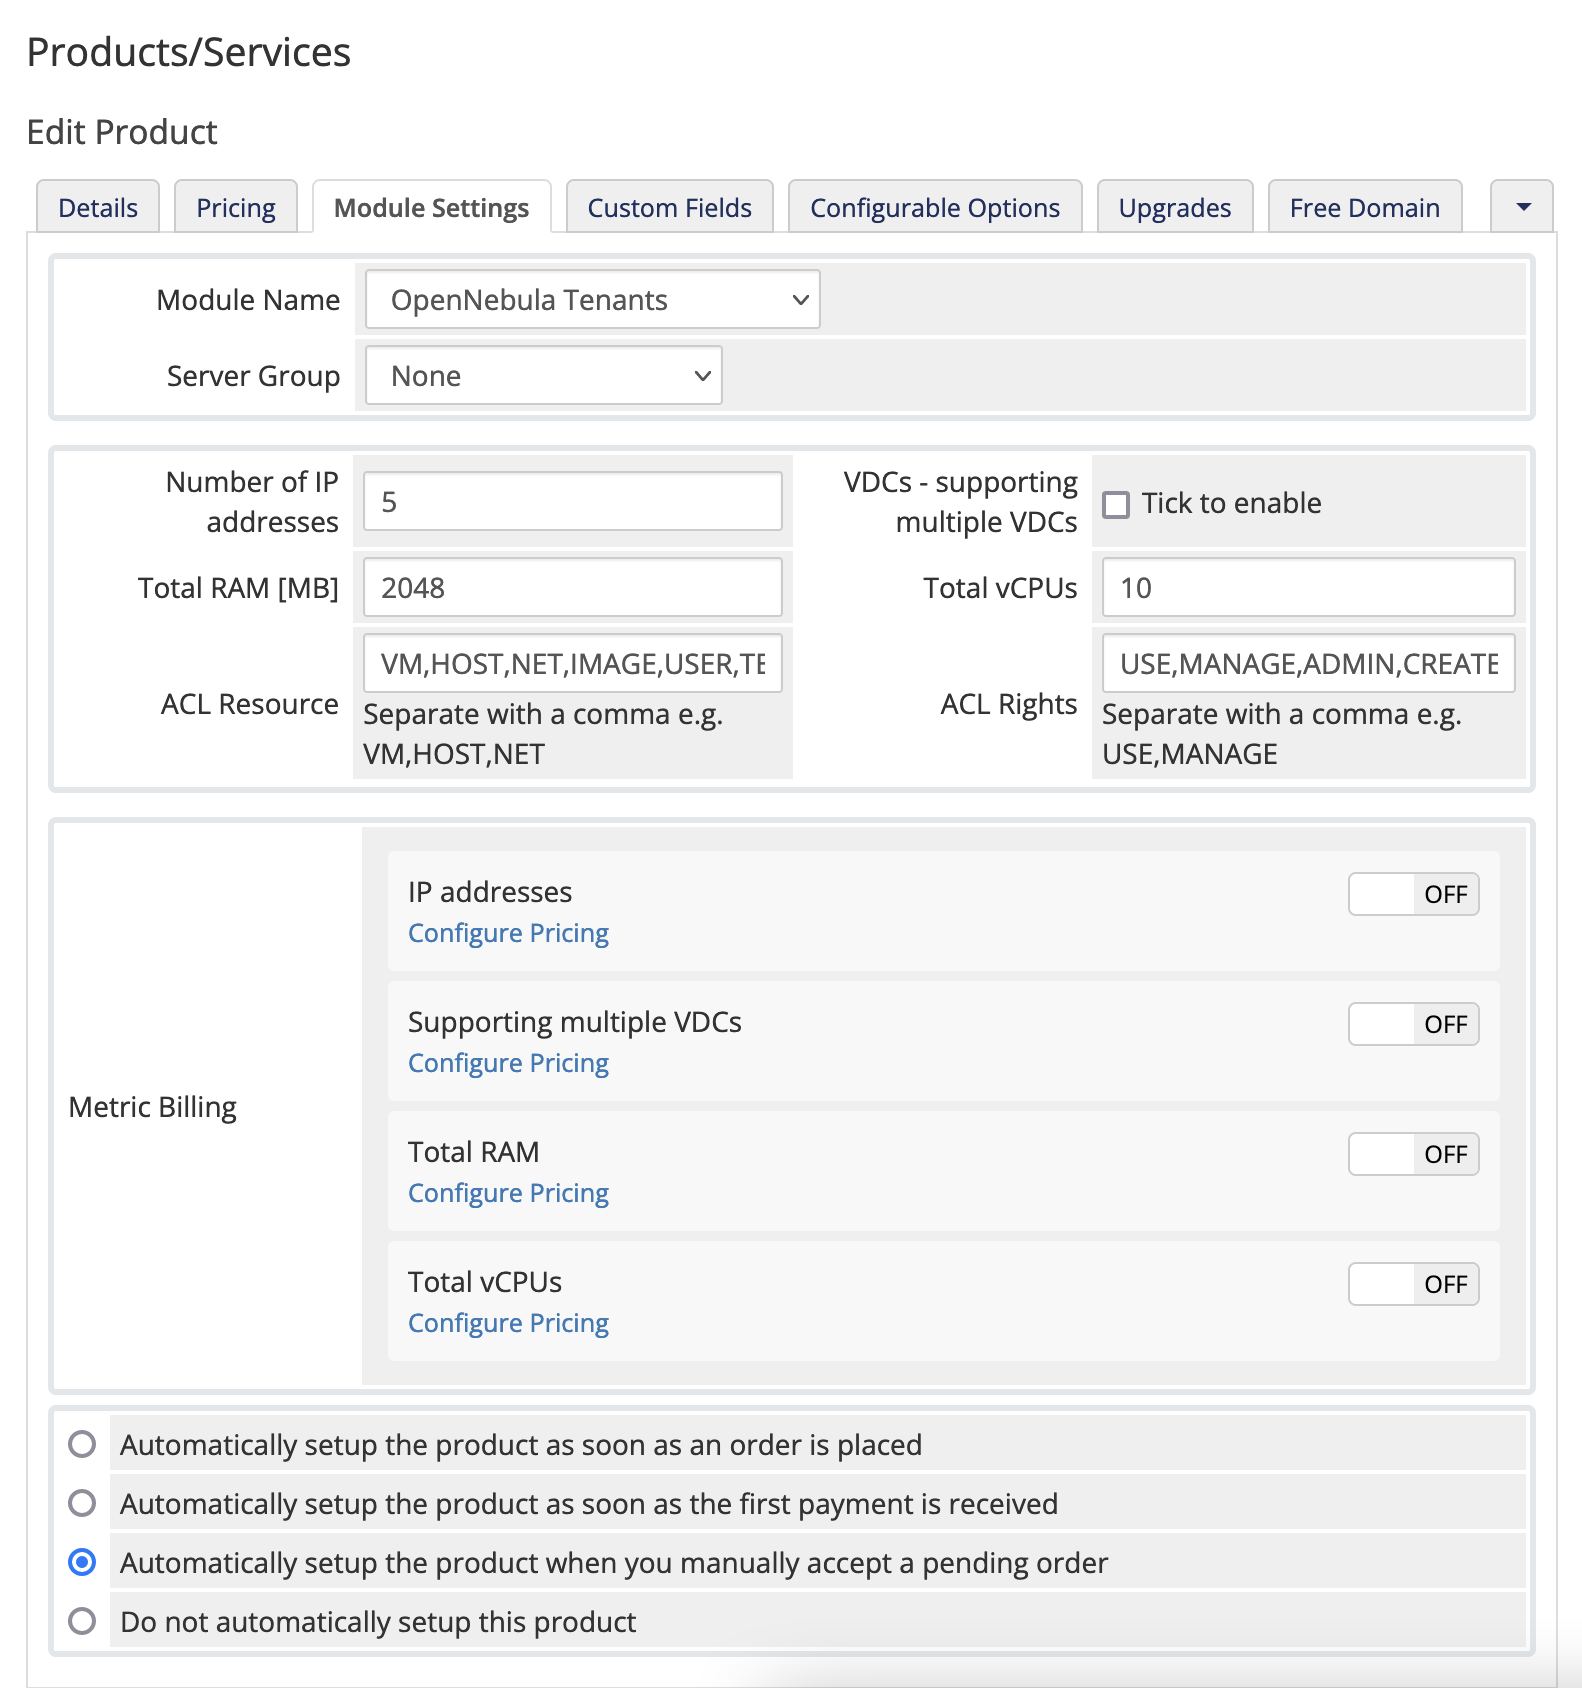 Products/Services
Edit Product
Details
Pricing
Module Settings
Custom Fields
Configurable Options
Upgrades
Free Domain
Module Name
OpenNebula Tenants
Server Group
None
Number of IP
addresses
5
VDCs - supporting
multiple VDCs
Tick to enable
Total RAM [MB]
2048
Total vCPUs
10
ACL Resource
VM,HOST,NET,IMAGE,USER,TE
Separate with a comma e.g.
VM,HOST,NET
ACL Rights
USE,MANAGE,ADMIN,CREATE
Separate with a comma e.g.
USE,MANAGE
Metric Billing
IP addresses
OFF
Configure Pricing
Supporting multiple VDCs
OFF
Configure Pricing
Total RAM
OFF
Configure Pricing
Total vCPUs
OFF
Configure Pricing
Automatically setup the product as soon as an order is placed
Automatically setup the product as soon as the first payment is received
Automatically setup the product when you manually accept a pending order
Do not automatically setup this product